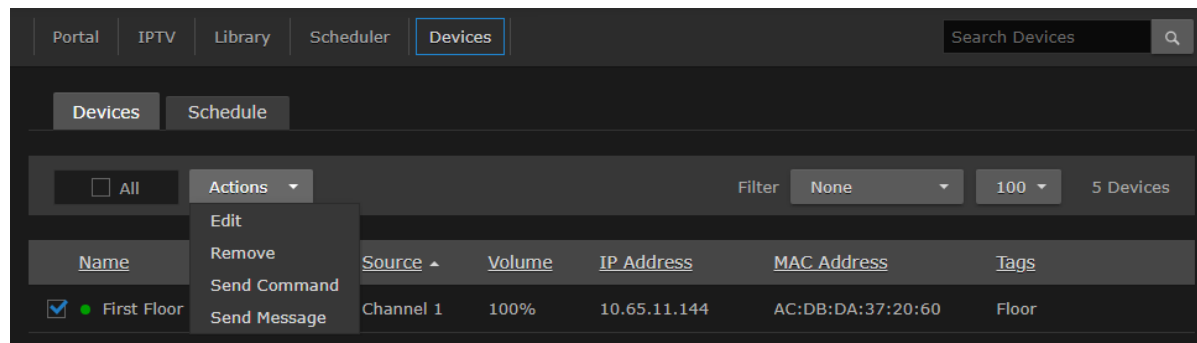 Portal IPTV Library Scheduler Devices Search Devices
Devices Schedule
All Actions Filter None 100 5 Devices
Edit
Remove
Send Command
Send Message
Name Source Volume IP Address MAC Address Tags
First Floor Channel 1 100% 10.65.11.144 AC:DB:DA:37:20:60 Floor